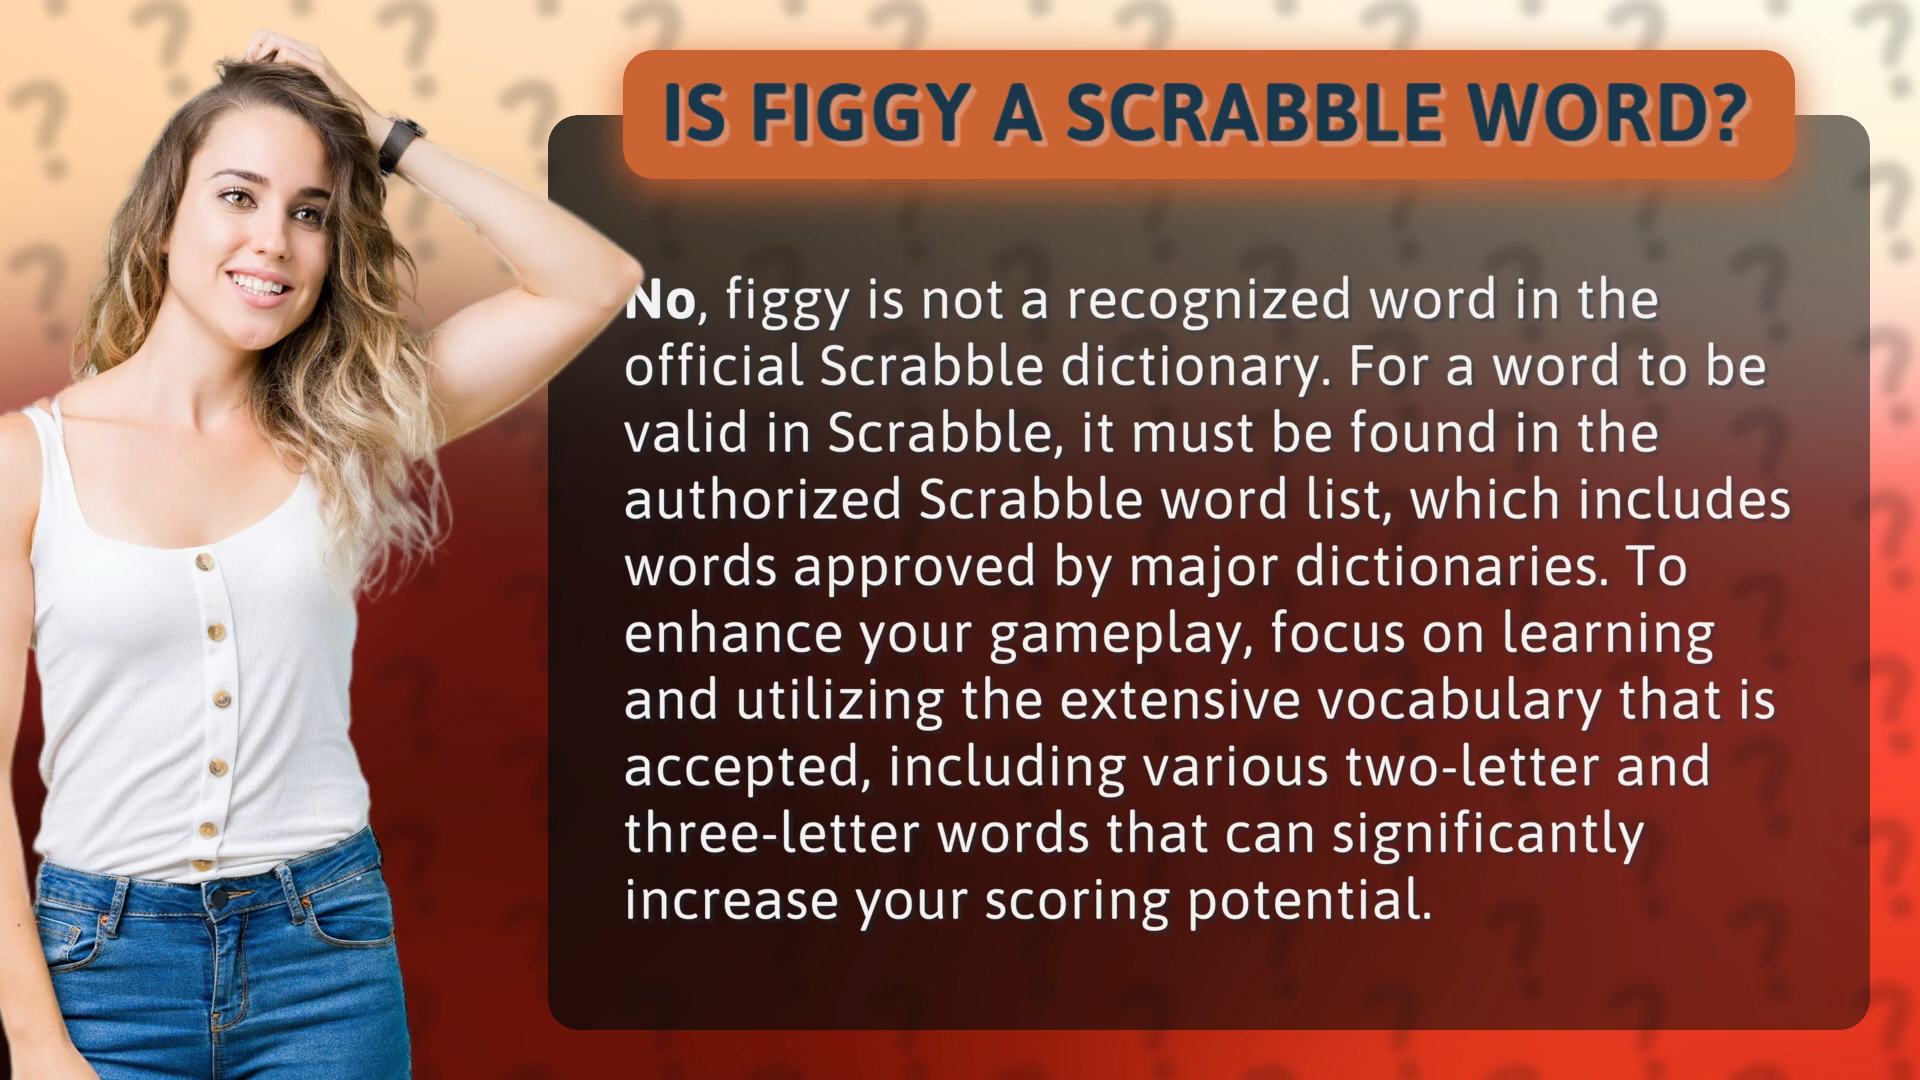 IS FIGGY A SCRABBLE WORD?
No, figgy is not a recognized word in the
official Scrabble dictionary. For a word to be
valid in Scrabble, it must be found in the
authorized Scrabble word list, which includes
words approved by major dictionaries. To
enhance your gameplay, focus on learning
and utilizing the extensive vocabulary that is
accepted, including various two-letter and
three-letter words that can significantly
increase your scoring potential.